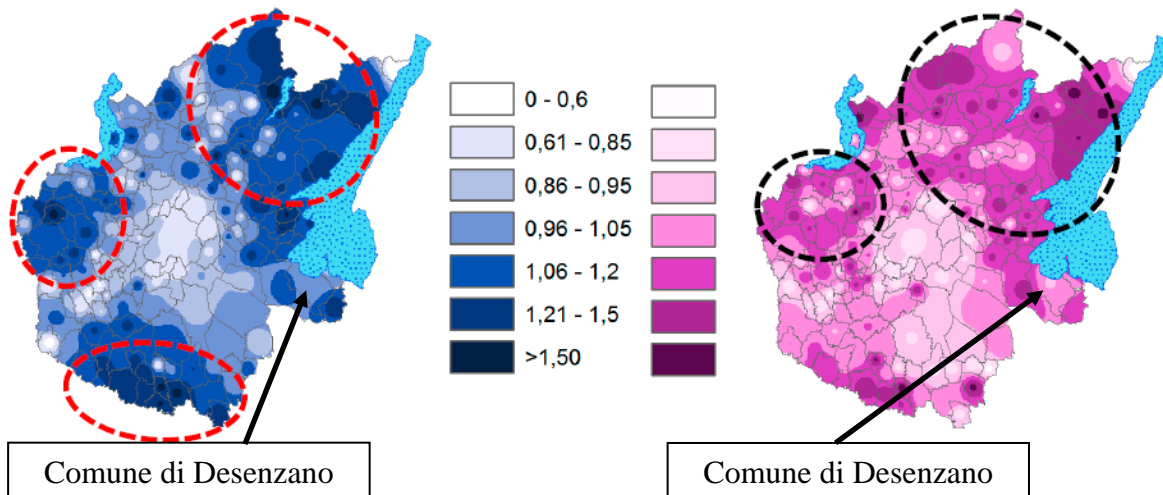 0 - 0,6
0,61 - 0,85
0,86 - 0,95
0,96 - 1,05
1,06 - 1,2
1,21 - 1,5
>1,50
Comune di Desenzano
Comune di Desenzano